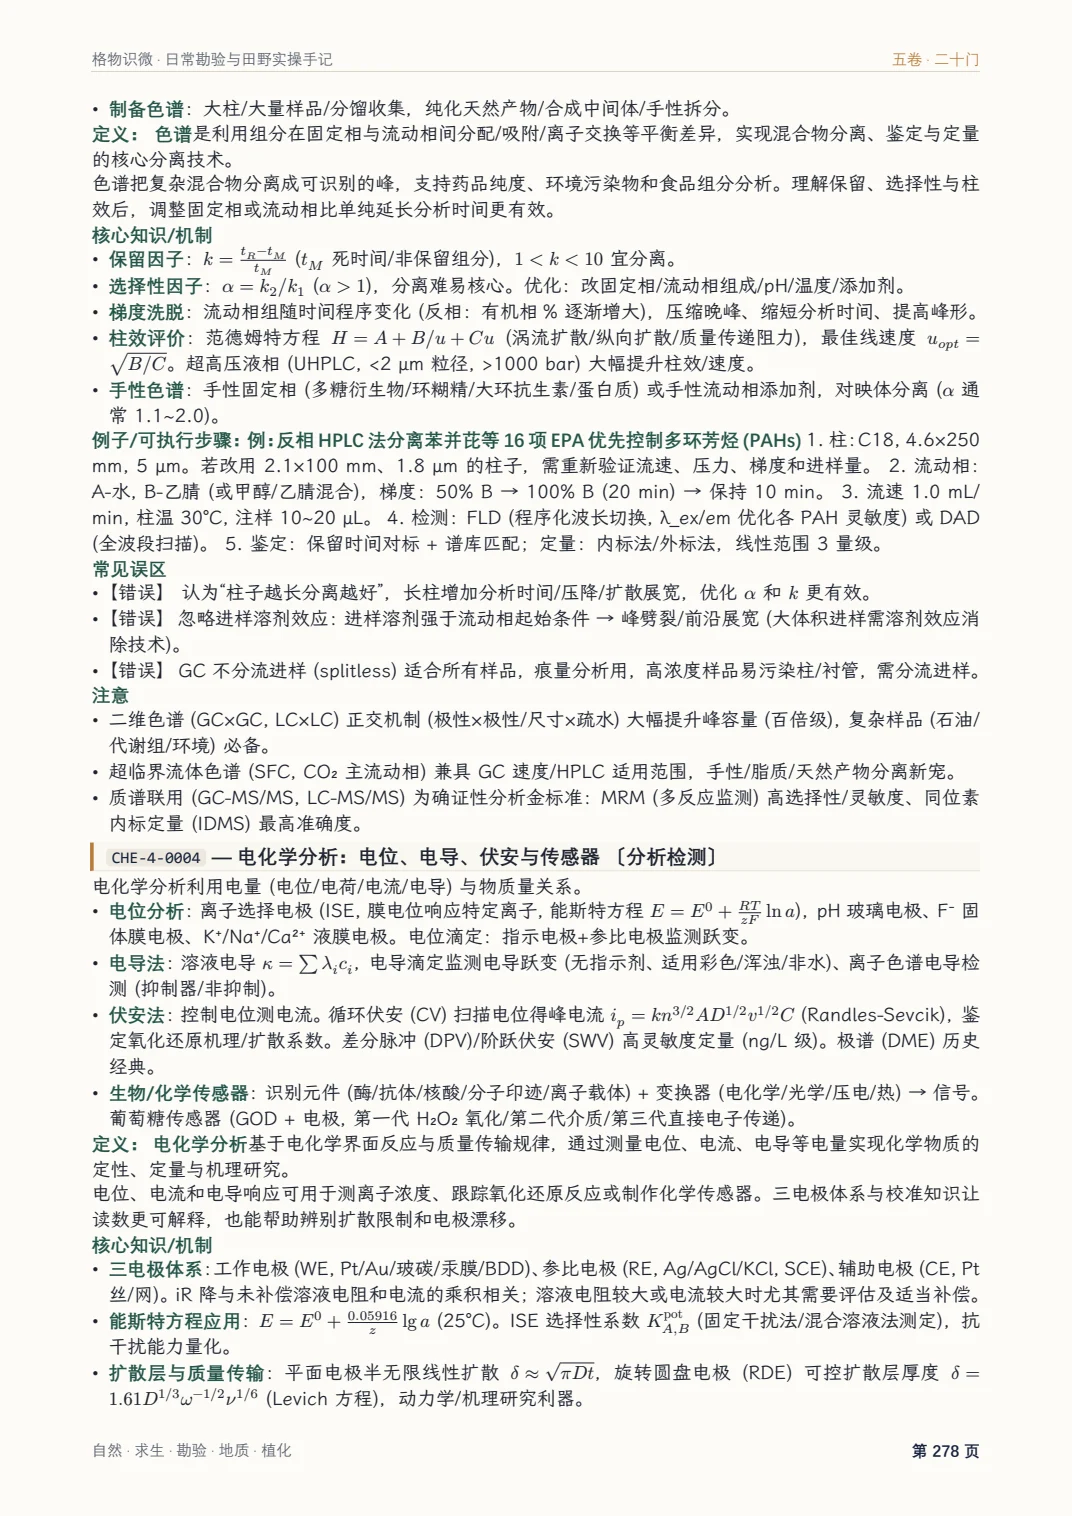 格物识微 · 日常勘验与田野实操手记
五卷 · 二十门
• 制备色谱：大柱/大量样品/分馏收集，纯化天然产物/合成中间体/手性拆分。
定义： 色谱是利用组分在固定相与流动相间分配/吸附/离子交换等平衡差异，实现混合物分离、鉴定与定量
的核心分离技术。
色谱把复杂混合物分离成可识别的峰，支持药品纯度、环境污染物和食品组分分析。理解保留、选择性与柱
效后，调整固定相或流动相比单纯延长分析时间更有效。
核心知识/机制
• 保留因子：$k = \frac{t_R - t_M}{t_M}$ ($t_M$ 死时间/非保留组分)，$1 < k < 10$ 宜分离。
• 选择性因子：$\alpha = k_2/k_1$ ($\alpha > 1$)，分离难易核心。优化：改固定相/流动相组成/pH/温度/添加剂。
• 梯度洗脱：流动相组成随时间程序变化 (反相：有机相 % 逐渐增大)，压缩晚峰、缩短分析时间、提高峰形。
• 柱效评价：范德姆特方程 $H = A + B/u + Cu$ (涡流扩散/纵向扩散/质量传递阻力)，最佳线速度 $u_{opt} =$
$\sqrt{B/C}$。超高压液相 (UHPLC, <2 μm 粒径, >1000 bar) 大幅提升柱效/速度。
• 手性色谱：手性固定相 (多糖衍生物/环糊精/大环抗生素/蛋白质) 或手性流动相添加剂，对映体分离 ($\alpha$ 通
常 1.1~2.0)。
例子/可执行步骤：例：反相 HPLC 法分离苯并芘等 16 项 EPA 优先控制多环芳烃 (PAHs) 1. 柱：C18, 4.6×250
mm, 5 μm。若改用 2.1×100 mm、1.8 μm 的柱子，需重新验证流速、压力、梯度和进样量。 2. 流动相：
A-水, B-乙腈 (或甲醇/乙腈混合)，梯度：50% B → 100% B (20 min) → 保持 10 min。 3. 流速 1.0 mL/
min, 柱温 30°C, 注样 10~20 μL。 4. 检测：FLD (程序化波长切换, λ_ex/em 优化各 PAH 灵敏度) 或 DAD
(全波段扫描)。 5. 鉴定：保留时间对标 + 谱库匹配；定量：内标法/外标法，线性范围 3 量级。
常见误区
• 【错误】 认为“柱子越长分离越好”，长柱增加分析时间/压降/扩散展宽，优化 $\alpha$ 和 $k$ 更有效。
• 【错误】 忽略进样溶剂效应：进样溶剂强于流动相起始条件 → 峰劈裂/前沿展宽 (大体积进样需溶剂效应消
除技术)。
• 【错误】 GC 不分流进样 (splitless) 适合所有样品，痕量分析用，高浓度样品易污染柱/衬管，需分流进样。
注意
• 二维色谱 (GC×GC, LC×LC) 正交机制 (极性×极性/尺寸×疏水) 大幅提升峰容量 (百倍级), 复杂样品 (石油/
代谢组/环境) 必备。
• 超临界流体色谱 (SFC, CO₂ 主流动相) 兼具 GC 速度/HPLC 适用范围，手性/脂质/天然产物分离新宠。
• 质谱联用 (GC-MS/MS, LC-MS/MS) 为确证性分析金标准：MRM (多反应监测) 高选择性/灵敏度、同位素
内标定量 (IDMS) 最高准确度。
CHE-4-0004 — 电化学分析：电位、电导、伏安与传感器 〔分析检测〕
电化学分析利用电量 (电位/电荷/电流/电导) 与物质量关系。
• 电位分析：离子选择电极 (ISE, 膜电位响应特定离子, 能斯特方程 $E = E^0 + \frac{RT}{zF} \ln a$)，pH 玻璃电极、F⁻ 固
体膜电极、K⁺/Na⁺/Ca²⁺ 液膜电极。电位滴定：指示电极+参比电极监测跃变。
• 电导法：溶液电导 $\kappa = \sum \lambda_i c_i$，电导滴定监测电导跃变 (无指示剂、适用彩色/浑浊/非水)、离子色谱电导检
测 (抑制器/非抑制)。
• 伏安法：控制电位测电流。循环伏安 (CV) 扫描电位得峰电流 $i_p = kn^{3/2}AD^{1/2}v^{1/2}C$ (Randles-Sevcik)，鉴
定氧化还原机理/扩散系数。差分脉冲 (DPV)/阶跃伏安 (SWV) 高灵敏度定量 (ng/L 级)。极谱 (DME) 历史
经典。
• 生物/化学传感器：识别元件 (酶/抗体/核酸/分子印迹/离子载体) + 变换器 (电化学/光学/压电/热) → 信号。
葡萄糖传感器 (GOD + 电极, 第一代 H₂O₂ 氧化/第二代介质/第三代直接电子传递)。
定义： 电化学分析基于电化学界面反应与质量传输规律，通过测量电位、电流、电导等电量实现化学物质的
定性、定量与机理研究。
电位、电流和电导响应可用于测离子浓度、跟踪氧化还原反应或制作化学传感器。三电极体系与校准知识让
读数更可解释，也能帮助辨别扩散限制和电极漂移。
核心知识/机制
• 三电极体系：工作电极 (WE, Pt/Au/玻碳/汞膜/BDD)、参比电极 (RE, Ag/AgCl/KCl, SCE)、辅助电极 (CE, Pt
丝/网)。iR 降与未补偿溶液电阻和电流的乘积相关；溶液电阻较大或电流较大时尤其需要评估及适当补偿。
• 能斯特方程应用：$E = E^0 + \frac{0.05916}{z} \lg a$ (25°C)。ISE 选择性系数 $K_{A,B}^{\text{pot}}$ (固定干扰法/混合溶液法测定)，抗
干扰能力量化。
• 扩散层与质量传输：平面电极半无限线性扩散 $\delta \approx \sqrt{\pi Dt}$，旋转圆盘电极 (RDE) 可控扩散层厚度 $\delta =$
$1.61D^{1/3}\omega^{-1/2}\nu^{1/6}$ (Levich 方程)，动力学/机理研究利器。
自然 · 求生 · 勘验 · 地质 · 植化
第 278 页